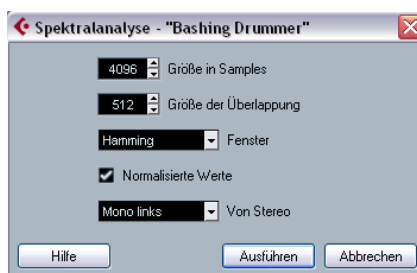 Spektralanalyse - "Bashing Drummer"
4096 Größe in Samples
512 Größe der Überlappung
Hamming Fenster
Normalisierte Werte
Mono links Von Stereo
Hilfe Ausführen Abbrechen